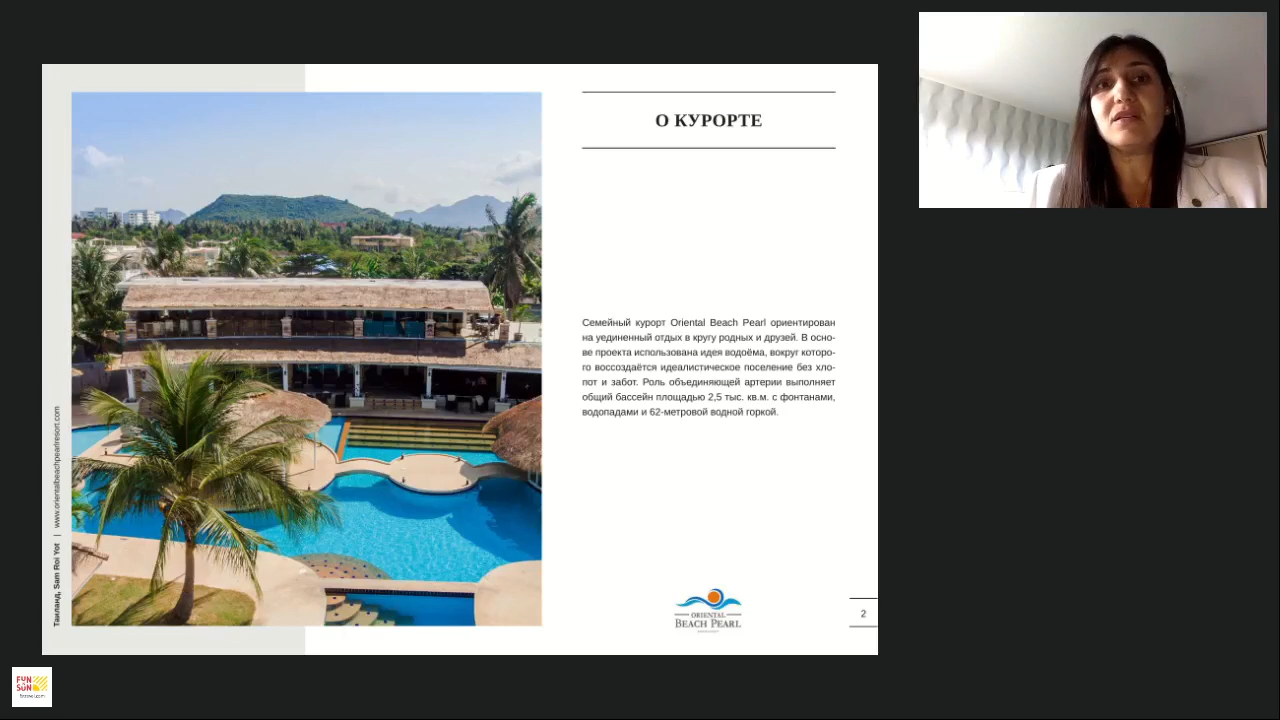 О КУРОРТЕ
Семейный курорт Oriental Beach Pearl ориентирован
на уединенный отдых в кругу родных и друзей. В осно-
ве проекта использована идея водоёма, вокруг которо-
го воссоздаётся идеалистическое поселение без хло-
пот и забот. Роль объединяющей артерии выполняет
общий бассейн площадью 2,5 тыс. кв.м. с фонтанами,
водопадами и 62-метровой водной горкой.
Таиланд, Sam Roi Yot | www.orientalbeachpearlresort.com
ORIENTAL
BEACH PEARL
2
FUN
SUN